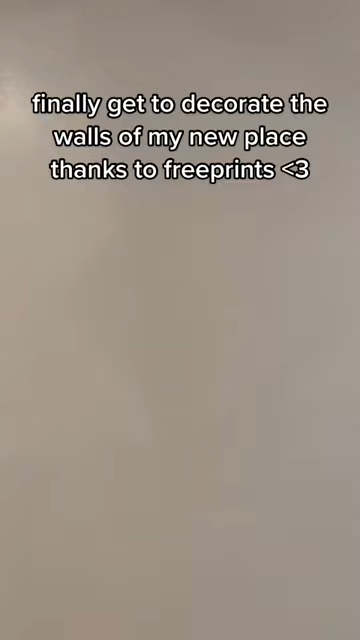 finally get to decorate the
walls of my new place
thanks to freeprints <3